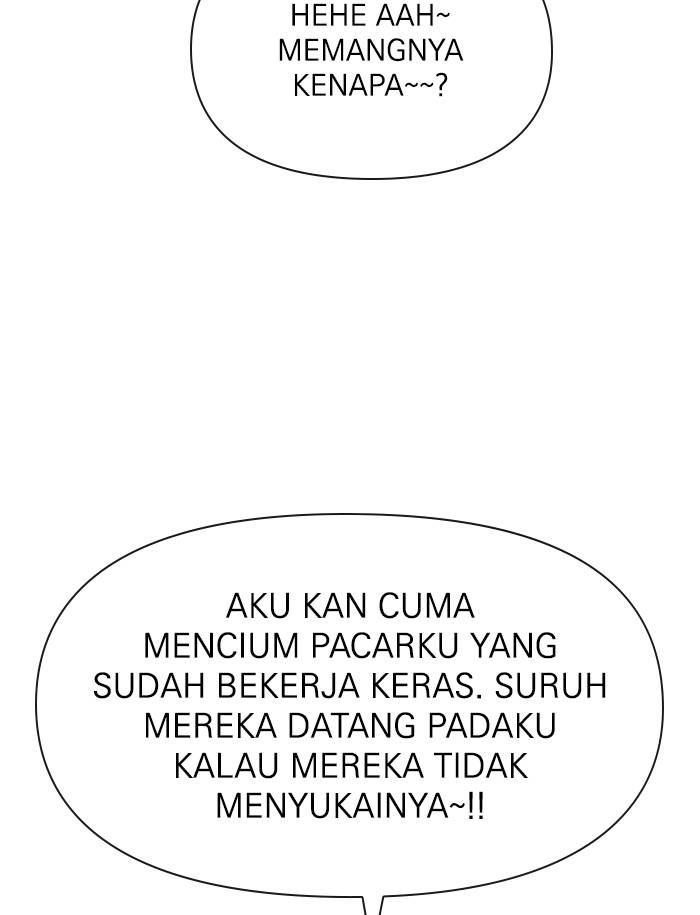 HEHE AAH~
MEMANGNYA
KENAPA~~?
AKU KAN CUMA
MENCIUM PACARKU YANG
SUDAH BEKERJA KERAS. SURUH
MEREKA DATANG PADAKU
KALAU MEREKA TIDAK
MENYUKAINYA~!!